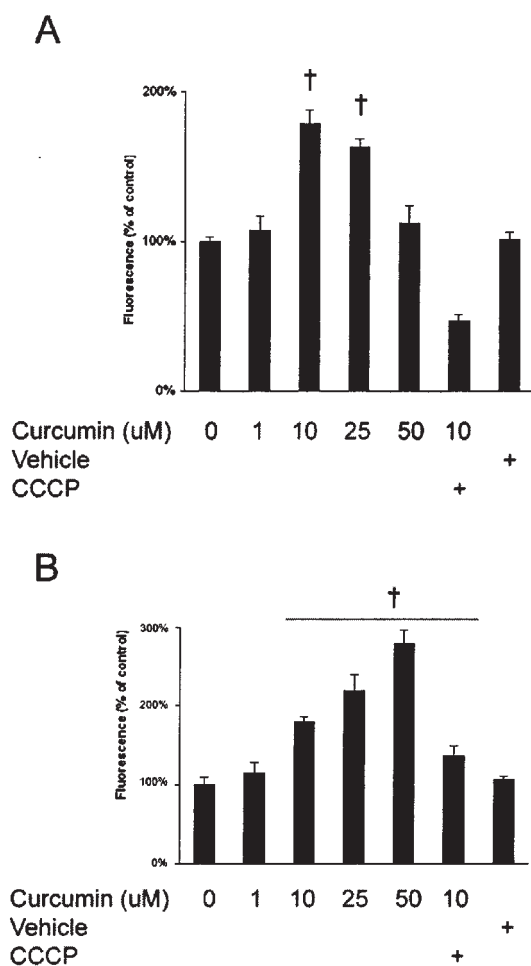 A
† †
200%
100%
0%
Fluorescence (% of control)
Curcumin (uM) 0 1 10 25 50 10
Vehicle +
CCCP +
B
†
300%
200%
100%
0%
Fluorescence (% of control)
Curcumin (uM) 0 1 10 25 50 10
Vehicle +
CCCP +